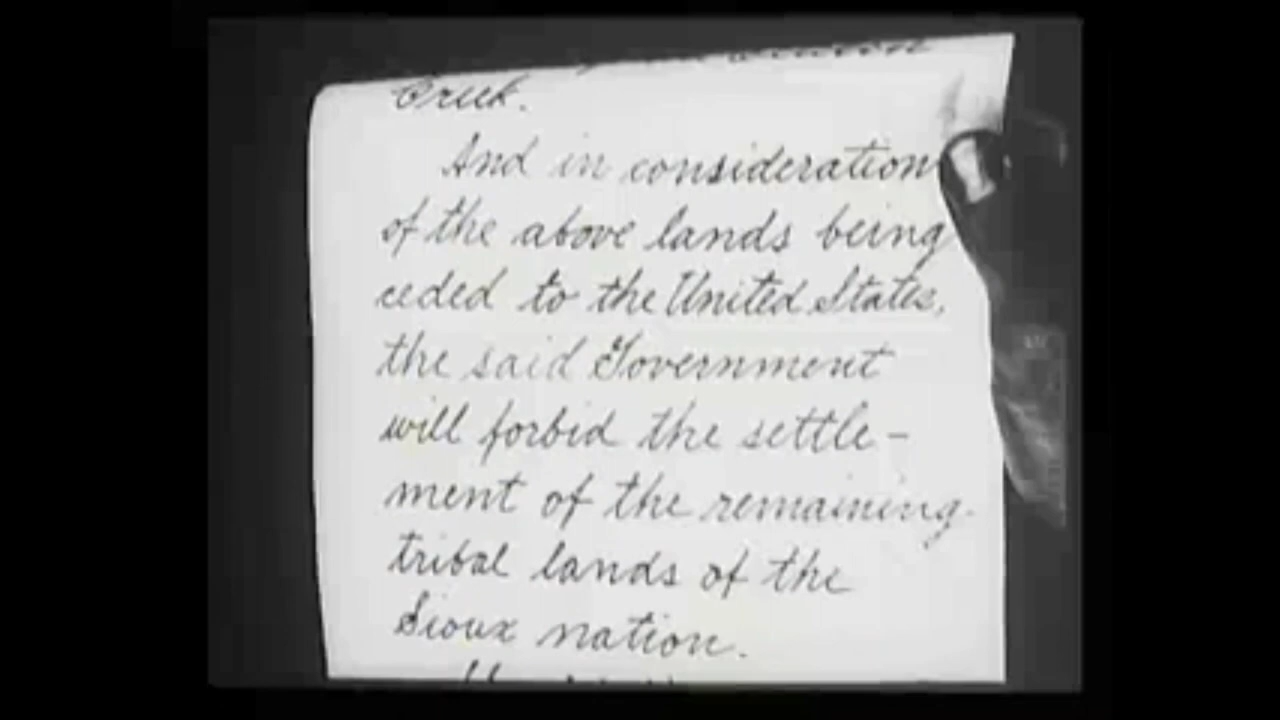 Creek.
And in consideration
of the above lands being
ceded to the United States,
the said Government
will forbid the settle-
ment of the remaining
tribal lands of the
Sioux nation.